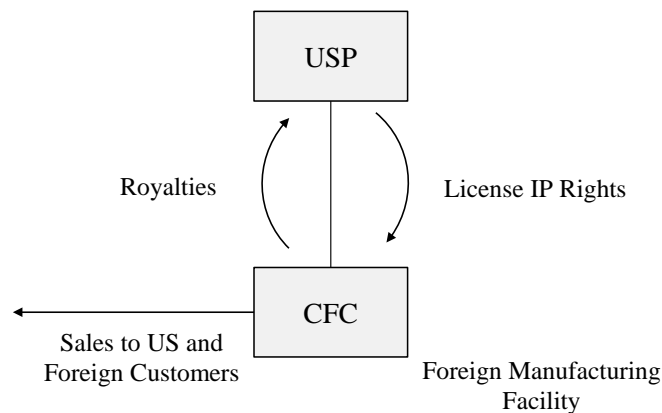 USP
Royalties
License IP Rights
CFC
Sales to US and
Foreign Customers
Foreign Manufacturing
Facility